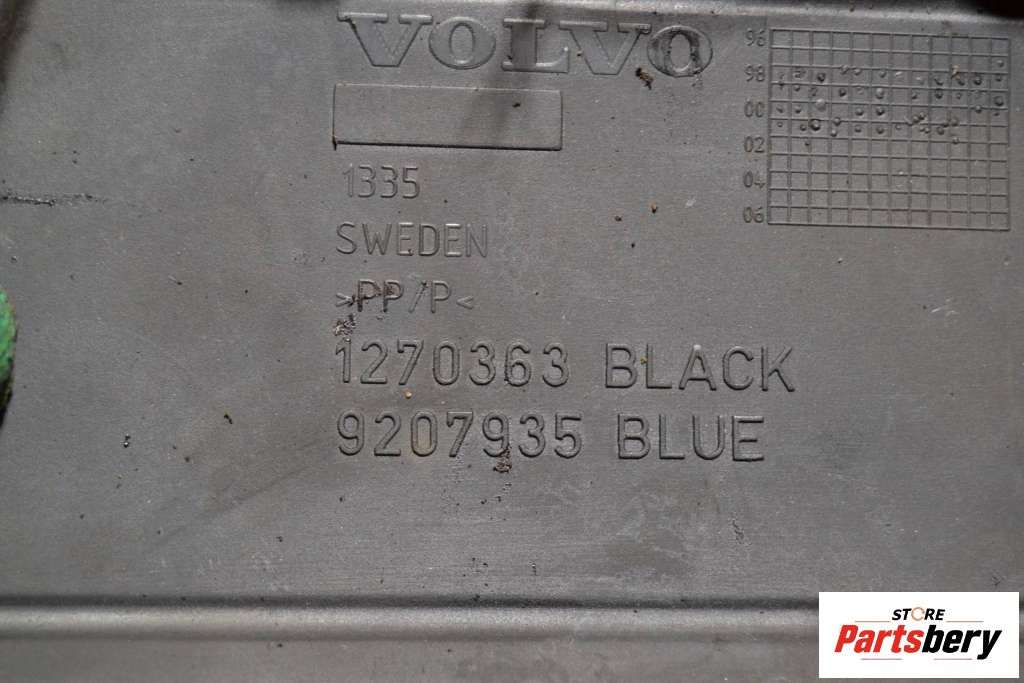 VOLVO
96
98
00
02
04
06
1335
SWEDEN
>PP/P<
1270363 BLACK
9207935 BLUE
STORE
Partsbery